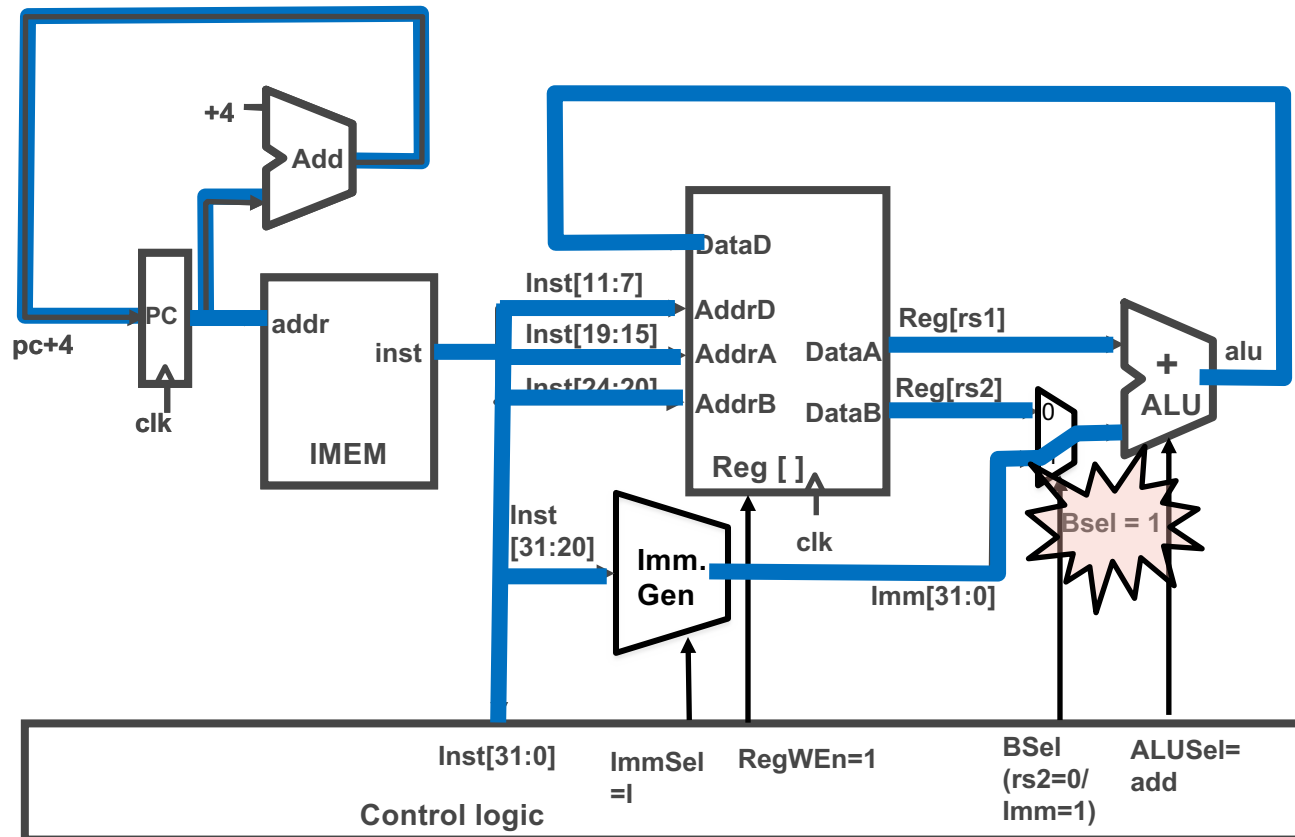 +4
Add
PC
pc+4
clk
addr
inst
IMEM
Inst[11:7]
Inst[19:15]
Inst[24:20]
DataD
AddrD
AddrA
AddrB
DataA
DataB
Reg [ ]
clk
Reg[rs1]
Reg[rs2]
0
+
ALU
alu
Bsel = 1
Inst
[31:20]
Imm.
Gen
Imm[31:0]
Inst[31:0]
ImmSel
=I
RegWEn=1
BSel
(rs2=0/
Imm=1)
ALUSel=
add
Control logic